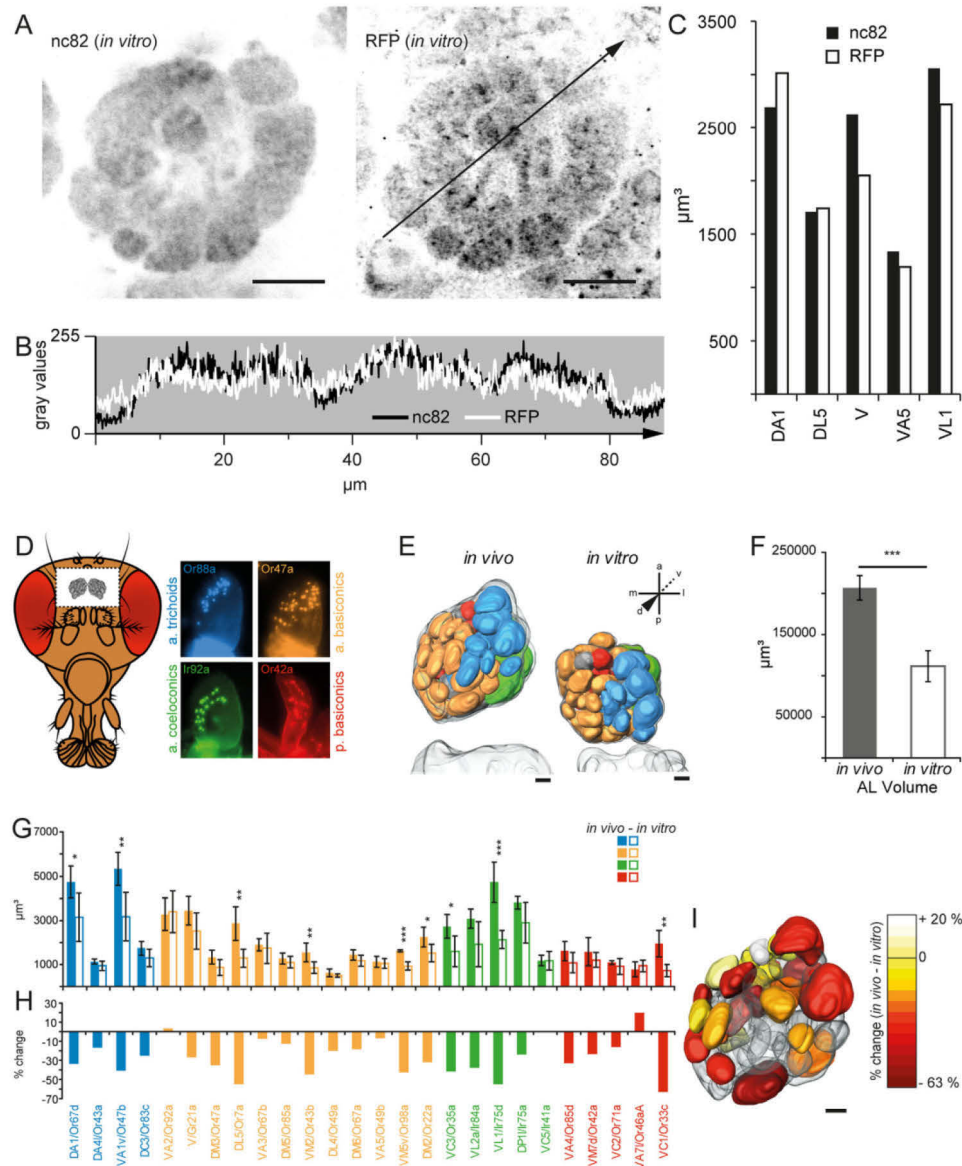 A
nc82 (in vitro)
RFP (in vitro)
B
gray values
255
0
nc82
RFP
0
20
40
60
80
µm
C
nc82
RFP
3500
2500
1500
500
µm³
DA1
DL5
V
VA5
VL1
D
Or88a
Or47a
Ir92a
Or42a
a. trichoids
a. basiconics
a. coeloconics
p. basiconics
E
in vivo
in vitro
a
v
m
l
d
p
F
250000
150000
50000
µm³
***
in vivo
in vitro
AL Volume
G
in vivo - in vitro
7000
5000
3000
1000
µm³
*
**
**
**
***
*
*
***
**
H
% change
20
10
-10
-30
-50
-70
DA1/Or67d
DA4l/Or43a
VA1v/Or47b
DC3/Or83c
VA2/Or92a
V/Gr21a
DM3/Or47a
DL5/Or7a
VA3/Or67b
DM5/Or85a
VM2/Or43b
DL4/Or49a
DM6/Or67a
VA5/Or49b
VM5v/Or98a
DM2/Or22a
VC3/Or35a
VL2a/Ir84a
VL1/Ir75d
DP1l/Ir75a
VC5/Ir41a
VA4/Or85d
VM7d/Or42a
VC2/Or71a
VA7l/Or46aA
VC1/Or33c
I
% change (in vivo - in vitro)
+ 20 %
0
- 63 %